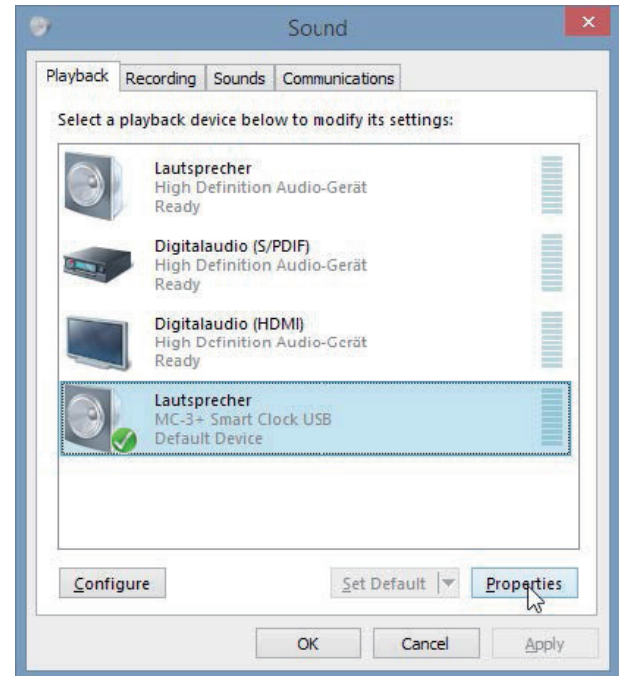 Sound
Playback Recording Sounds Communications
Select a playback device below to modify its settings:
Lautsprecher
High Definition Audio-Gerät
Ready
Digitalaudio (S/PDIF)
High Definition Audio-Gerät
Ready
Digitalaudio (HDMI)
High Definition Audio-Gerät
Ready
Lautsprecher
MC-3+ Smart Clock USB
Default Device
Configure Set Default Properties
OK Cancel Apply